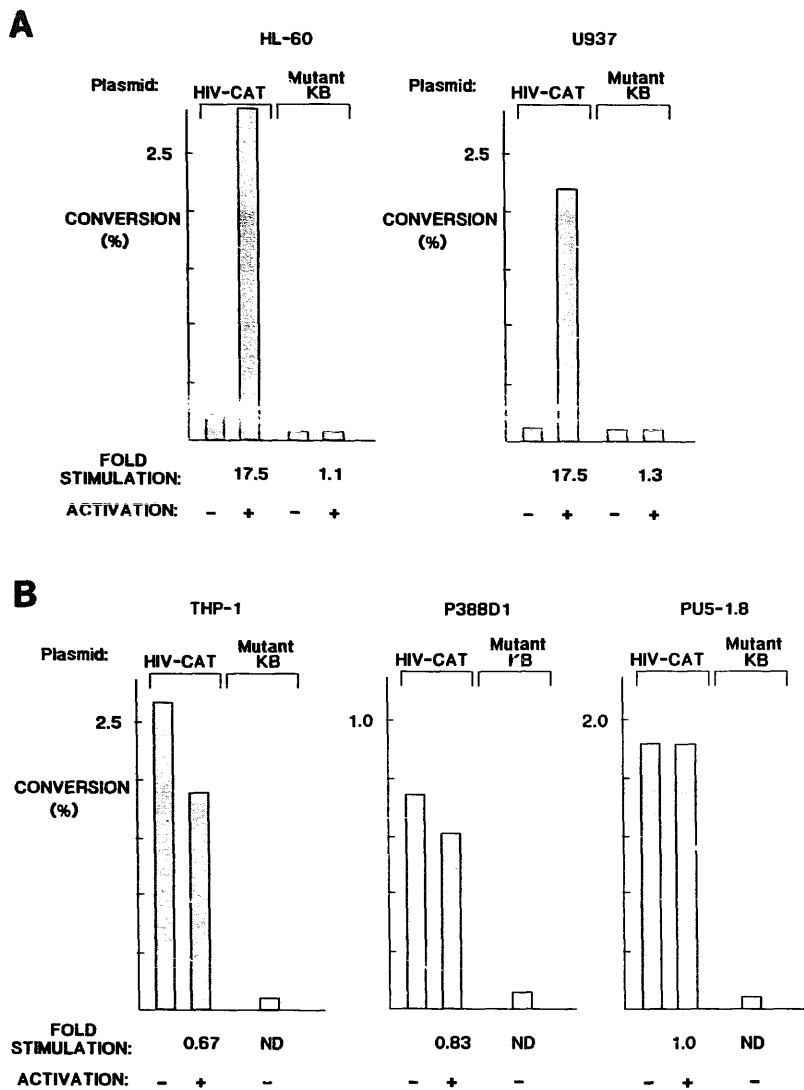 A
HL-60 U937
Plasmid: HIV-CAT Mutant KB Plasmid: HIV-CAT Mutant KB
2.5 2.5
CONVERSION (%) CONVERSION (%)
FOLD STIMULATION: 17.5 1.1 17.5 1.3
ACTIVATION: - + - + - + - +
B
THP-1 P388D1 PU5-1.8
Plasmid: HIV-CAT Mutant KB HIV-CAT Mutant HIV-CAT Mutant KB
2.5 1.0 2.0
CONVERSION (%)
FOLD STIMULATION: 0.67 ND 0.83 ND 1.0 ND
ACTIVATION: - + - - + - - + -